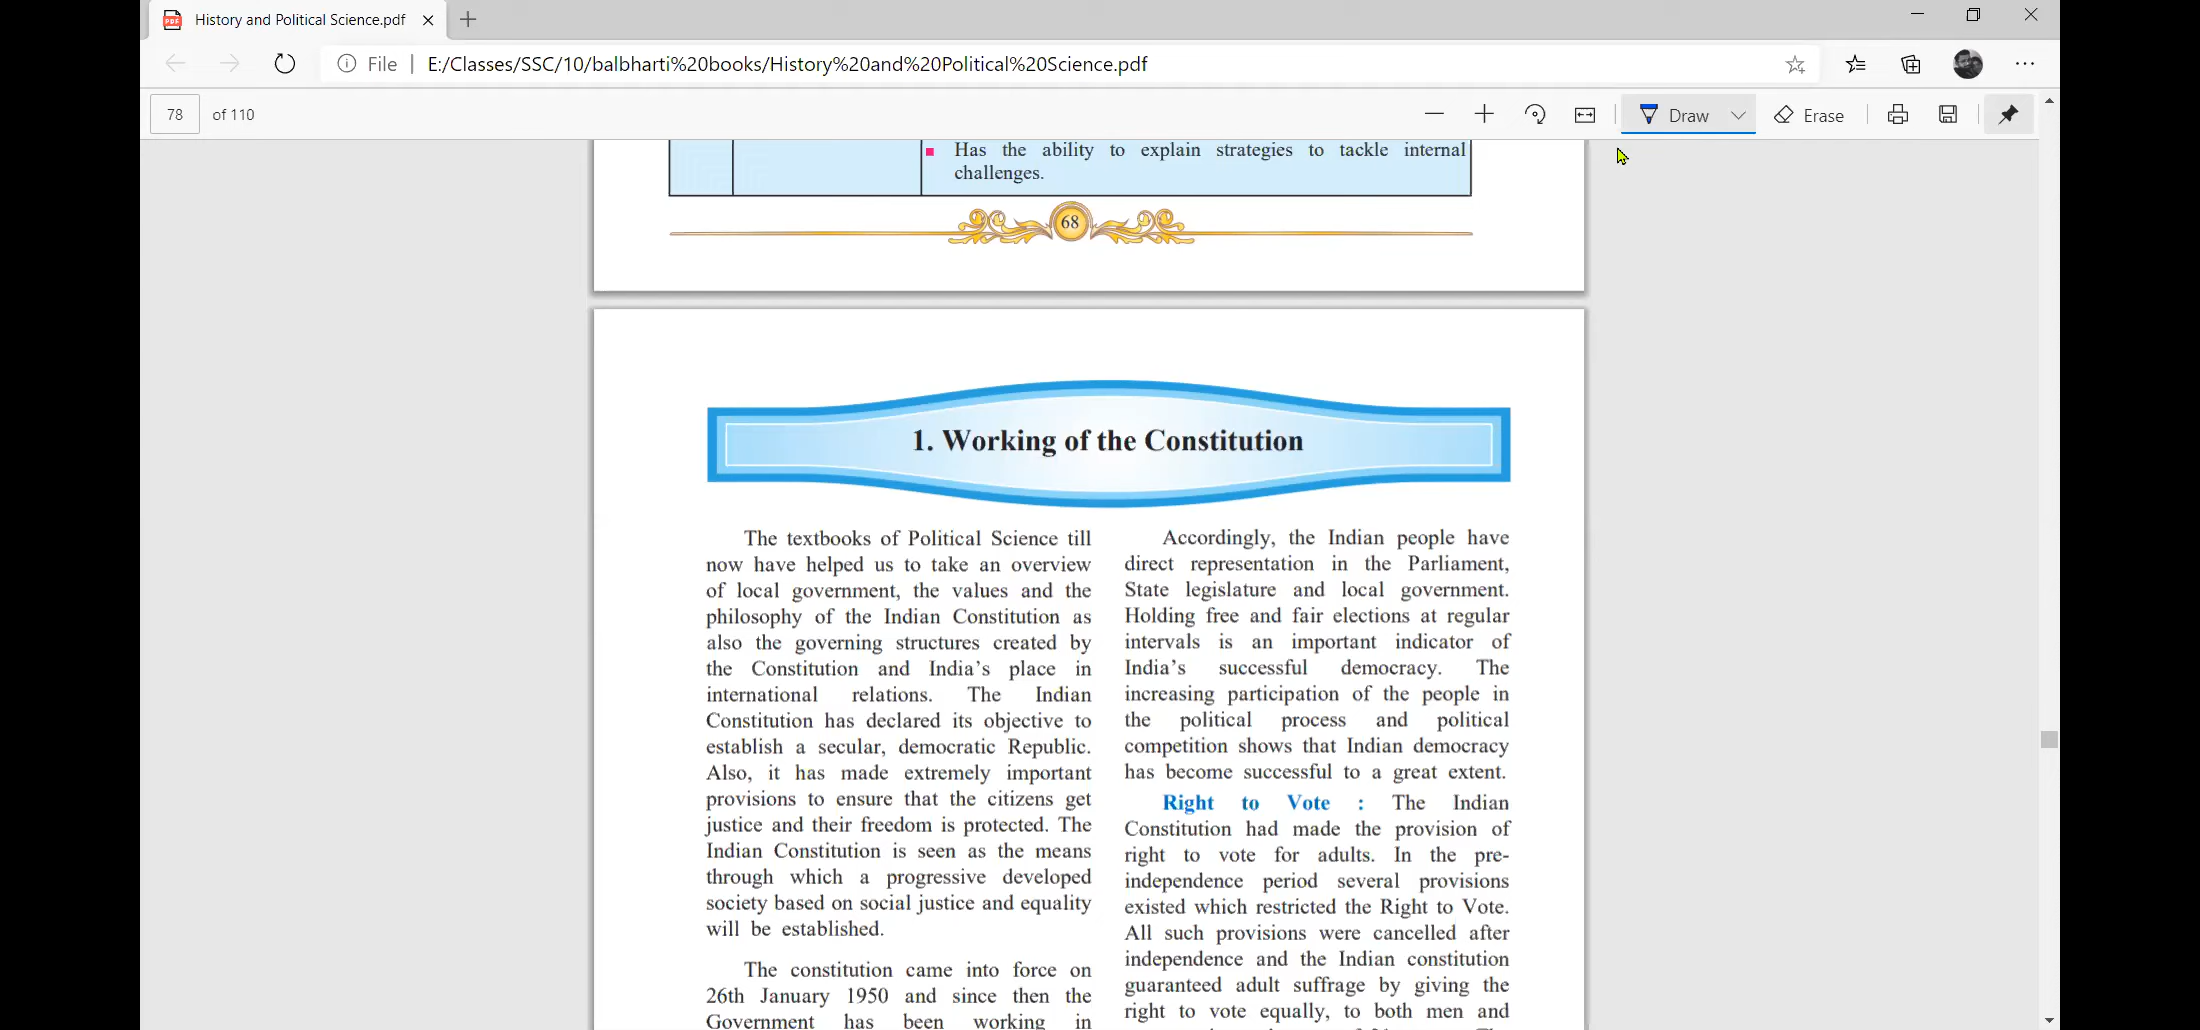 History and Political Science.pdf
File
E:/Classes/SSC/10/balbharti%20books/History%20and%20Political%20Science.pdf
78 of 110
Draw
Erase
Has the ability to explain strategies to tackle internal
challenges.
68
1. Working of the Constitution
The textbooks of Political Science till
now have helped us to take an overview
of local government, the values and the
philosophy of the Indian Constitution as
also the governing structures created by
the Constitution and India's place in
international relations. The Indian
Constitution has declared its objective to
establish a secular, democratic Republic.
Also, it has made extremely important
provisions to ensure that the citizens get
justice and their freedom is protected. The
Indian Constitution is seen as the means
through which a progressive developed
society based on social justice and equality
will be established.
The constitution came into force on
26th January 1950 and since then the
Government has been working in
Accordingly, the Indian people have
direct representation in the Parliament,
State legislature and local government.
Holding free and fair elections at regular
intervals is an important indicator of
India's successful democracy. The
increasing participation of the people in
the political process and political
competition shows that Indian democracy
has become successful to a great extent.
Right to Vote : The Indian
Constitution had made the provision of
right to vote for adults. In the pre-
independence period several provisions
existed which restricted the Right to Vote.
All such provisions were cancelled after
independence and the Indian constitution
guaranteed adult suffrage by giving the
right to vote equally, to both men and